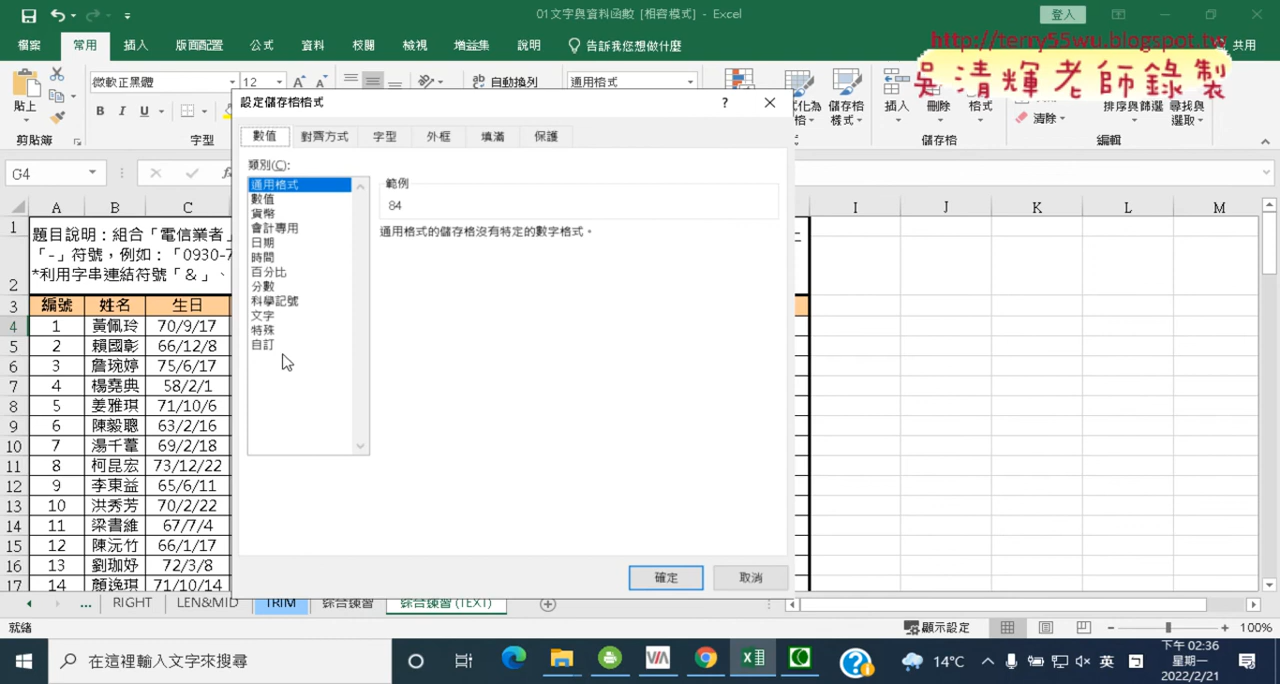 01文字與資料函數 [相容模式] - Excel
登入
檔案 常用 插入 版面配置 公式 資料 校閱 檢視 增益集 說明 告訴我您想做什麼 共用
http://terry55wu.blogspot.tw
吳清輝老師錄製
貼上 微軟正黑體 12 自動換列 通用格式 儲存格 插入 刪除 格式
B I U 樣式 清除 排序與篩選 尋找與
選取
剪貼簿 字型 儲存格 編輯
設定儲存格格式 ?
數值 對齊方式 字型 外框 填滿 保護
類別(C):
通用格式
數值
貨幣
會計專用
日期
時間
百分比
分數
科學記號
文字
特殊
自訂
範例
84
通用格式的儲存格沒有特定的數字格式。
確定 取消
G4
A B C I J K L M
1 題目說明:組合「電信業者」
「-」符號,例如:「0930-7
2 *利用字串連結符號「&」、
3 編號 姓名 生日
4 1 黃佩玲 70/9/17
5 2 賴國彰 66/12/8
6 3 詹琬婷 75/6/17
7 4 楊堯典 58/2/1
8 5 姜雅琪 71/10/6
9 6 陳毅聰 63/2/16
10 7 湯千葦 69/2/18
11 8 柯昆宏 73/12/22
12 9 李東益 65/6/11
13 10 洪秀芳 70/2/22
14 11 梁書維 67/7/4
15 12 陳沅竹 66/1/17
16 13 劉珈妤 72/3/8
17 14 顏逸琪 71/10/14
... RIGHT LEN&MID TRIM 綜合練習 綜合練習 (TEXT)
就緒 顯示設定 100%
在這裡輸入文字來搜尋
14°C 英
下午 02:36
星期一
2022/2/21